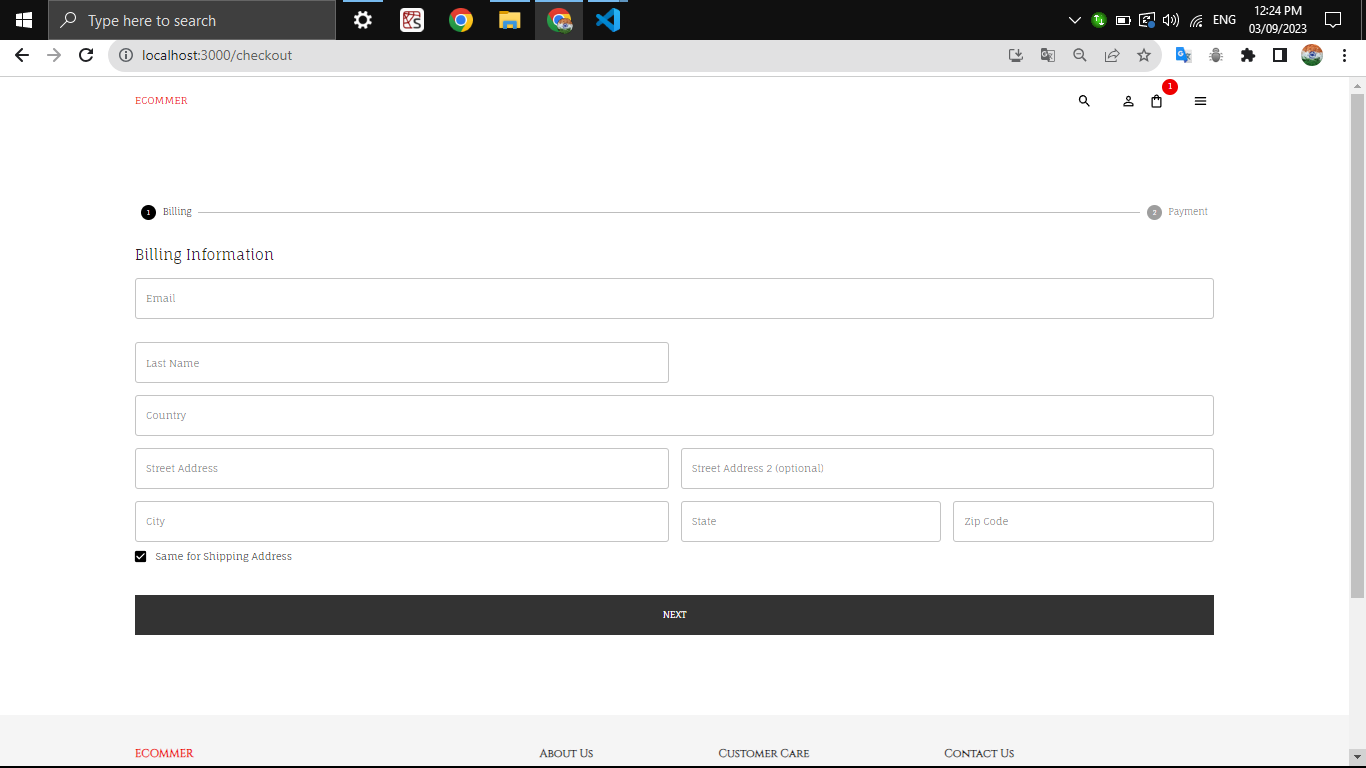 Type here to search
ENG
12:24 PM
03/09/2023
localhost:3000/checkout
ECOMMER
1
1 Billing
2 Payment
Billing Information
Email
Last Name
Country
Street Address
Street Address 2 (optional)
City
State
Zip Code
Same for Shipping Address
NEXT
ECOMMER
About Us
Customer Care
Contact Us